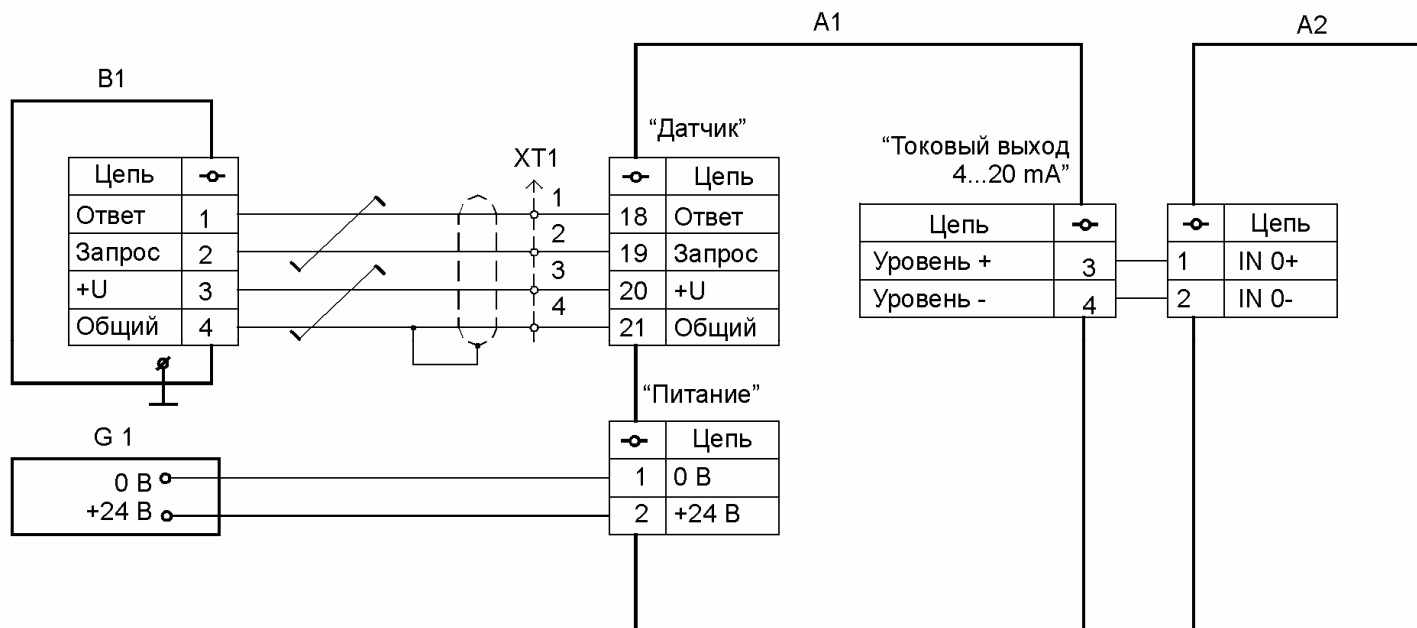 A1
A2
B1
“Датчик”
XT1
“Токовый выход
4...20 mA”
Цепь
Ответ 1
Запрос 2
+U 3
Общий 4
1
2
3
4
Цепь
18 Ответ
19 Запрос
20 +U
21 Общий
Цепь
Уровень + 3
Уровень - 4
Цепь
1 IN 0+
2 IN 0-
“Питание”
G 1
0 В
+24 В
Цепь
1 0 В
2 +24 В